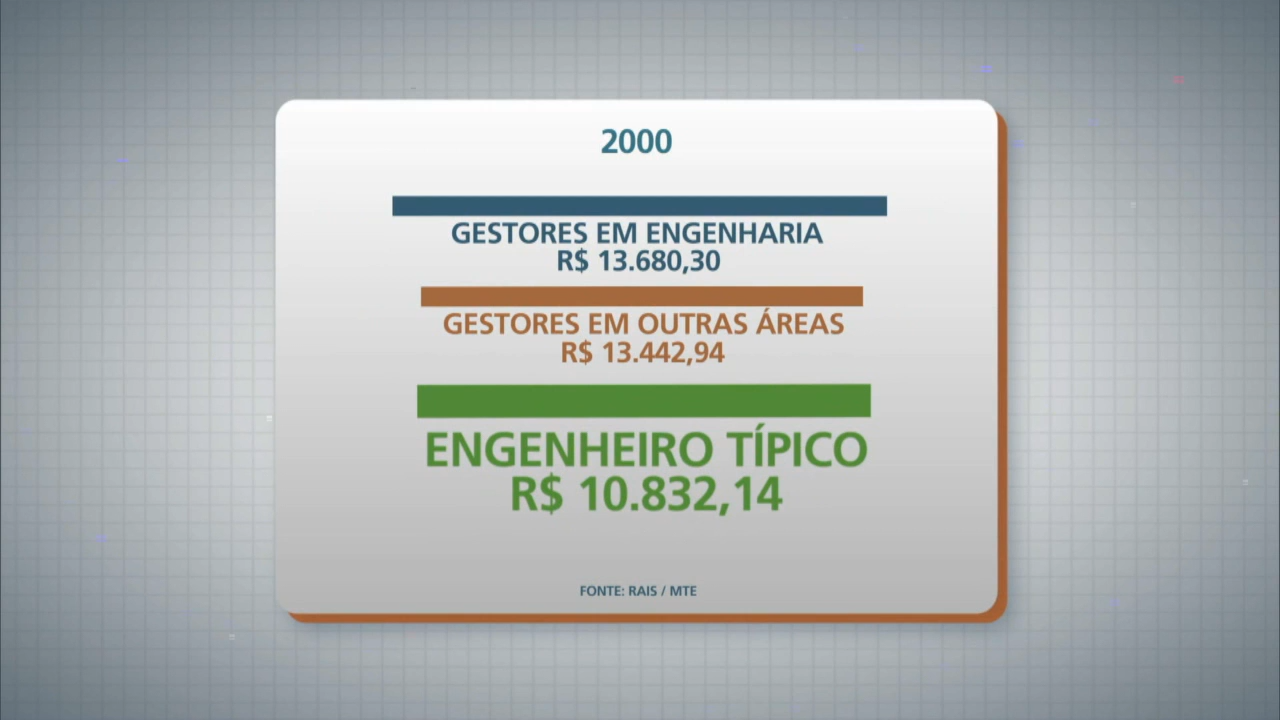 2000
GESTORES EM ENGENHARIA
R$ 13.680,30
GESTORES EM OUTRAS ÁREAS
R$ 13.442,94
ENGENHEIRO TÍPICO
R$ 10.832,14
FONTE: RAIS / MTE